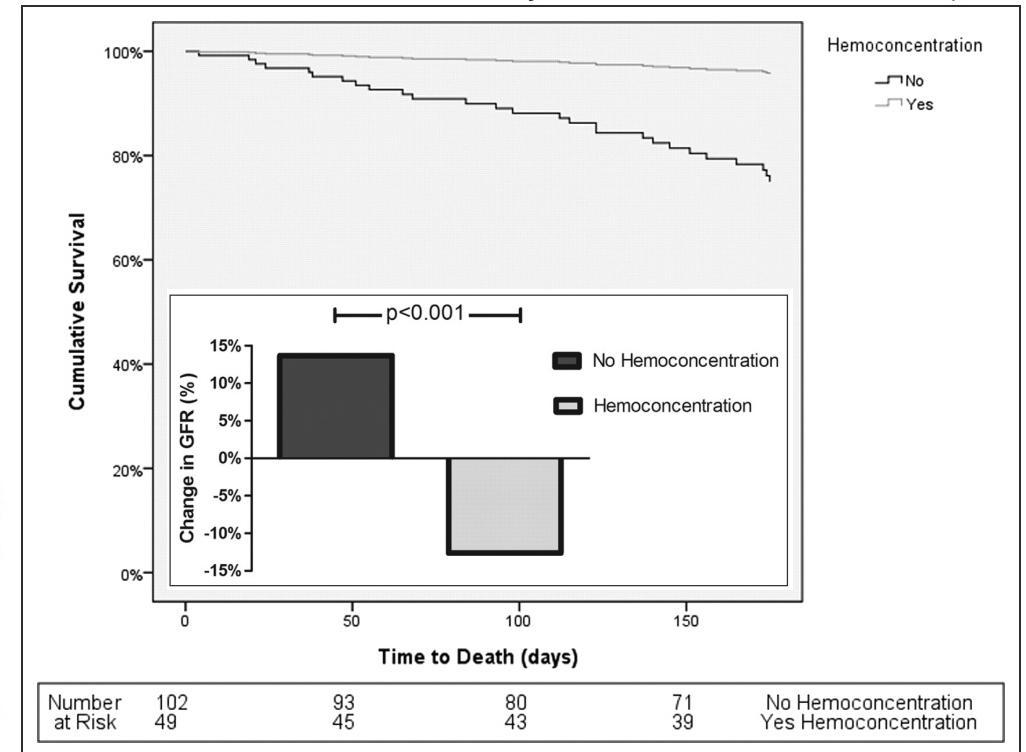 Hemoconcentration
No
Yes
100%
80%
60%
40%
20%
0%
Cumulative Survival
p<0.001
15%
10%
5%
0%
-5%
-10%
-15%
Change in GFR (%)
No Hemoconcentration
Hemoconcentration
0 50 100 150
Time to Death (days)
Number 102 93 80 71 No Hemoconcentration
at Risk 49 45 43 39 Yes Hemoconcentration